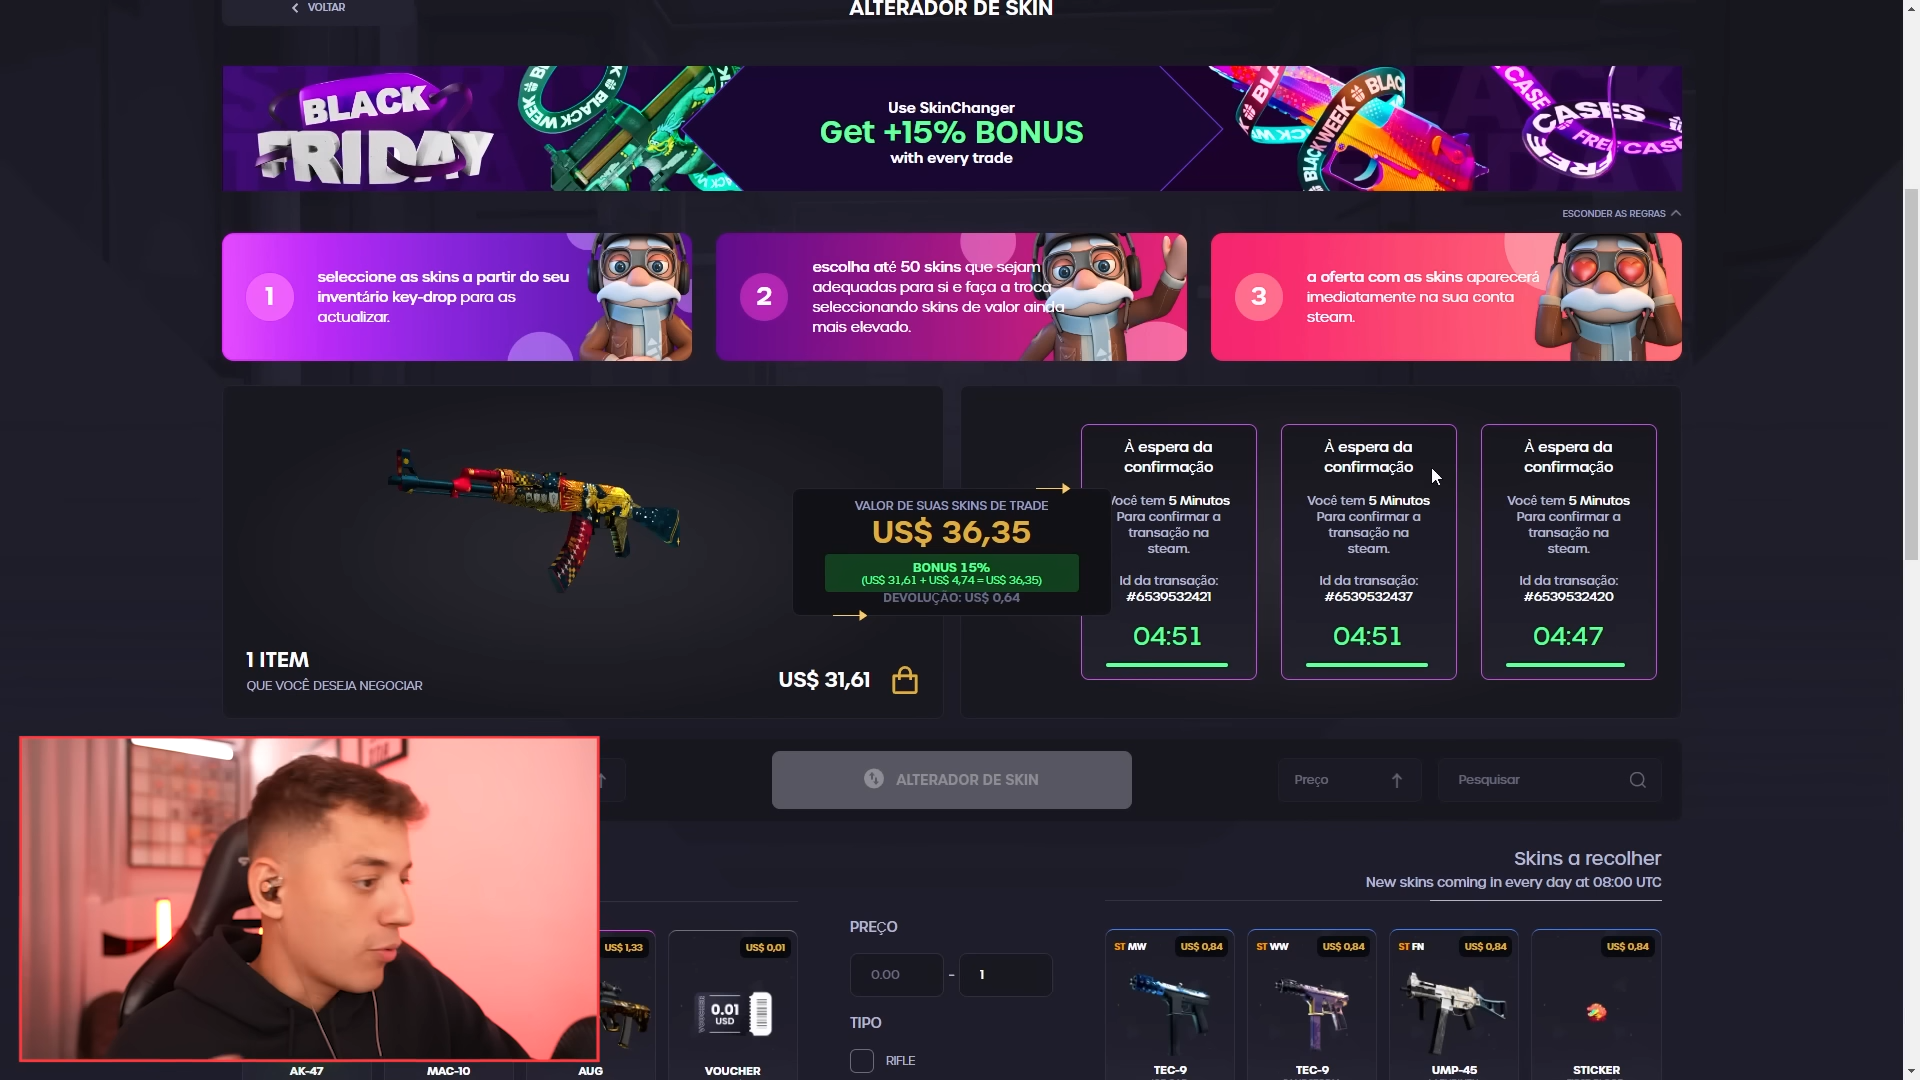 VOLTAR
ALTERADOR DE SKIN
BLACK
FRIDAY
BLACK WEEK
Use SkinChanger
Get +15% BONUS
with every trade
BLACK WEEK
BLAC
CASE
CASES
FREE
FREE CASE
ESCONDER AS REGRAS
1
seleccione as skins a partir do seu
inventário key-drop para as
actualizar.
2
escolha até 50 skins que sejam
adequadas para si e faça a troca
seleccionando skins de valor ainda
mais elevado.
3
a oferta com as skins aparecerá
imediatamente na sua conta
steam.
1 ITEM
QUE VOCÊ DESEJA NEGOCIAR
US$ 31,61
VALOR DE SUAS SKINS DE TRADE
US$ 36,35
BONUS 15%
(US$ 31,61 + US$ 4,74 = US$ 36,35)
DEVOLUÇÃO: US$ 0,64
À espera da
confirmação
Você tem 5 Minutos
Para confirmar a
transação na
steam.
Id da transação:
#6539532421
04:51
À espera da
confirmação
Você tem 5 Minutos
Para confirmar a
transação na
steam.
Id da transação:
#6539532437
04:51
À espera da
confirmação
Você tem 5 Minutos
Para confirmar a
transação na
steam.
Id da transação:
#6539532420
04:47
ALTERADOR DE SKIN
Preço
Pesquisar
Skins a recolher
New skins coming in every day at 08:00 UTC
US$ 1,33
US$ 0,01
0.01
USD
AK-47
MAC-10
AUG
VOUCHER
PREÇO
0.00 - 1
TIPO
RIFLE
ST MW US$ 0,84
ST WW US$ 0,84
ST FN US$ 0,84
US$ 0,84
TEC-9
TEC-9
UMP-45
STICKER